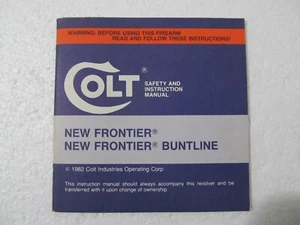 WARNING: BEFORE USING THIS FIREARM
READ AND FOLLOW THESE INSTRUCTIONS!
COLT®
SAFETY AND
INSTRUCTION
MANUAL
NEW FRONTIER®
NEW FRONTIER® BUNTLINE
© 1982 Colt Industries Operating Corp
This instruction manual should always accompany this revolver and be
transferred with it upon change of ownership.